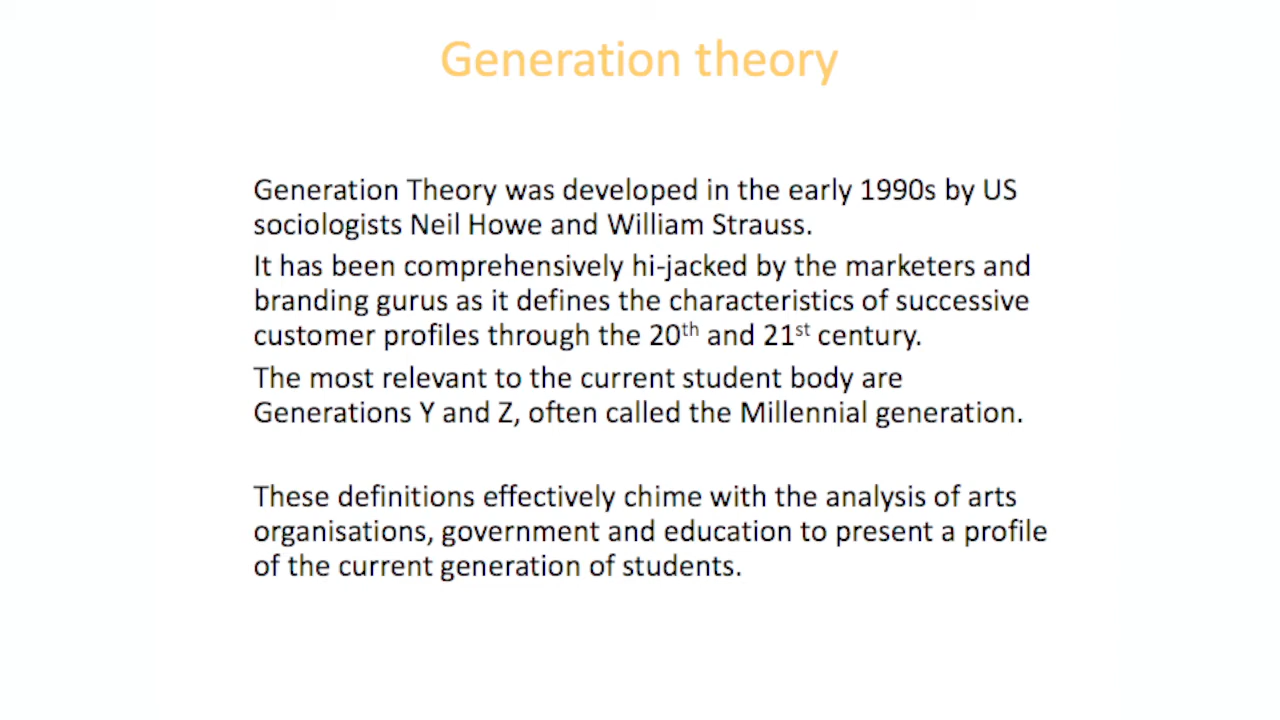 Generation theory
Generation Theory was developed in the early 1990s by US
sociologists Neil Howe and William Strauss.
It has been comprehensively hi-jacked by the marketers and
branding gurus as it defines the characteristics of successive
customer profiles through the 20th and 21st century.
The most relevant to the current student body are
Generations Y and Z, often called the Millennial generation.
These definitions effectively chime with the analysis of arts
organisations, government and education to present a profile
of the current generation of students.